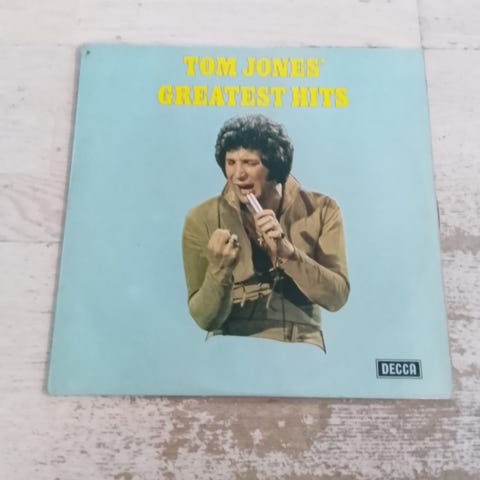 TOM JONES'
GREATEST HITS
DECCA